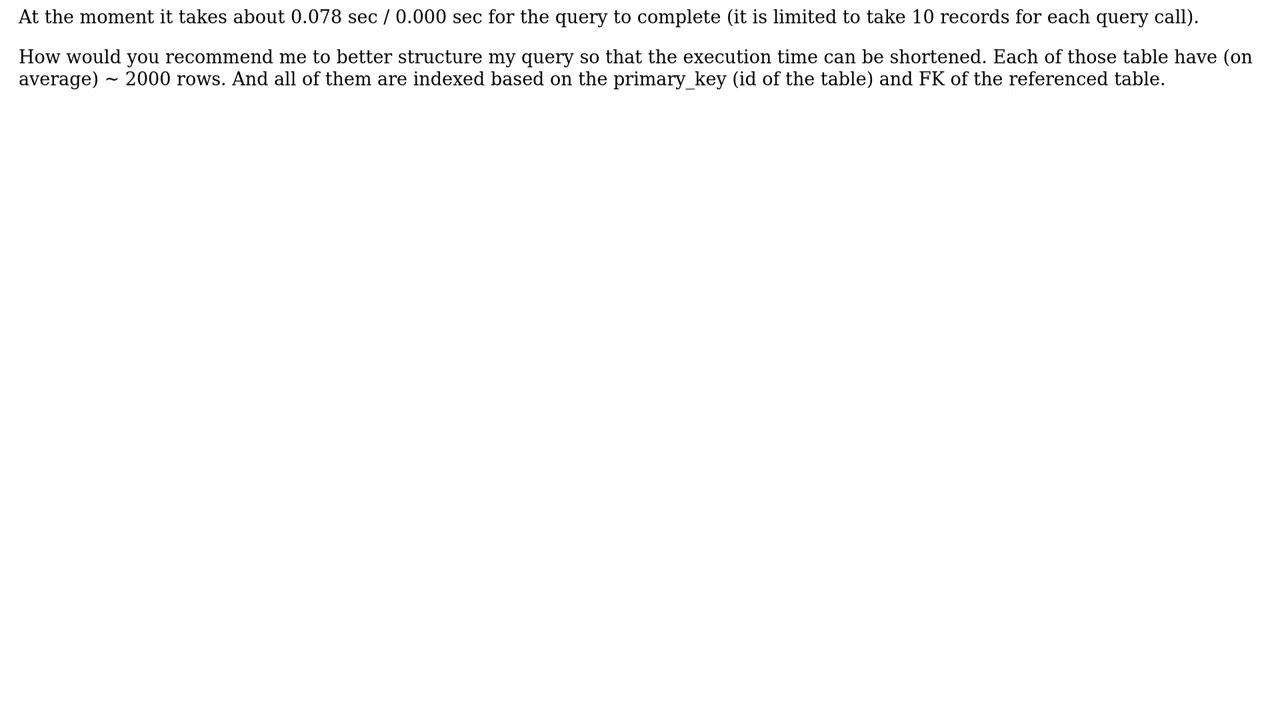 At the moment it takes about 0.078 sec / 0.000 sec for the query to complete (it is limited to take 10 records for each query call).
How would you recommend me to better structure my query so that the execution time can be shortened. Each of those table have (on
average) ~ 2000 rows. And all of them are indexed based on the primary_key (id of the table) and FK of the referenced table.